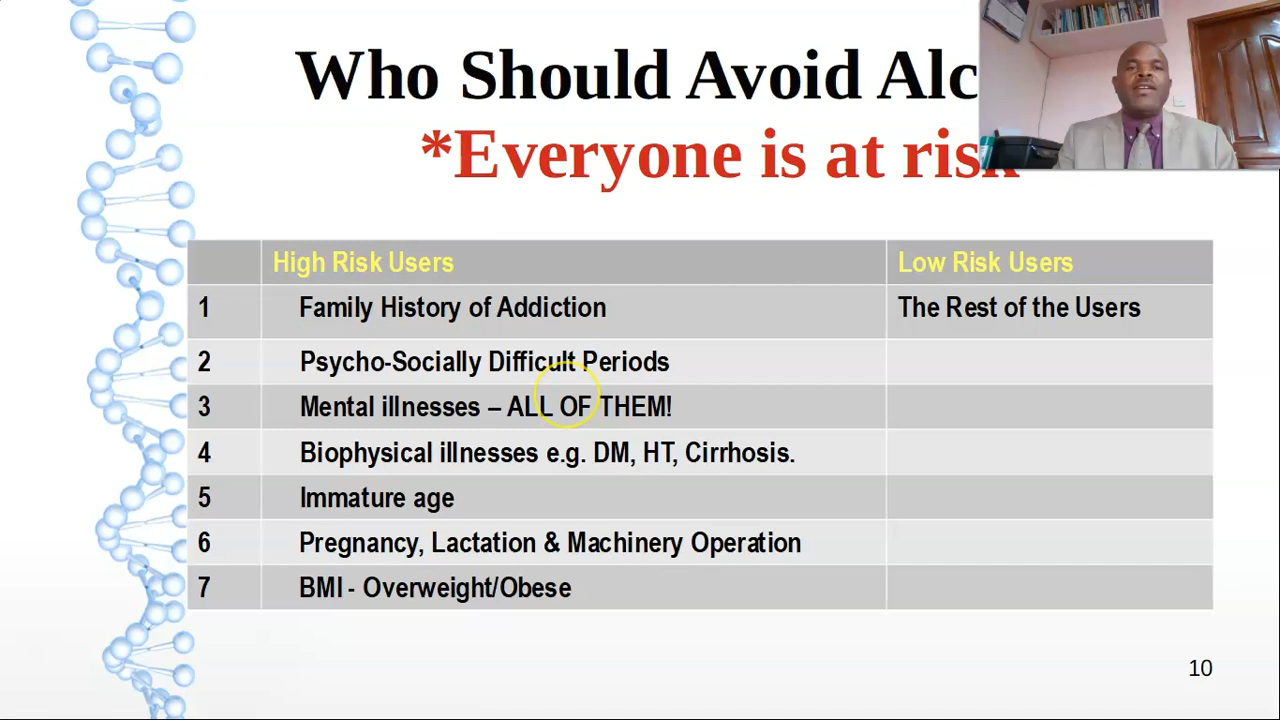 Who Should Avoid Alc
*Everyone is at risk
High Risk Users Low Risk Users
1 Family History of Addiction The Rest of the Users
2 Psycho-Socially Difficult Periods
3 Mental illnesses – ALL OF THEM!
4 Biophysical illnesses e.g. DM, HT, Cirrhosis.
5 Immature age
6 Pregnancy, Lactation & Machinery Operation
7 BMI - Overweight/Obese
10